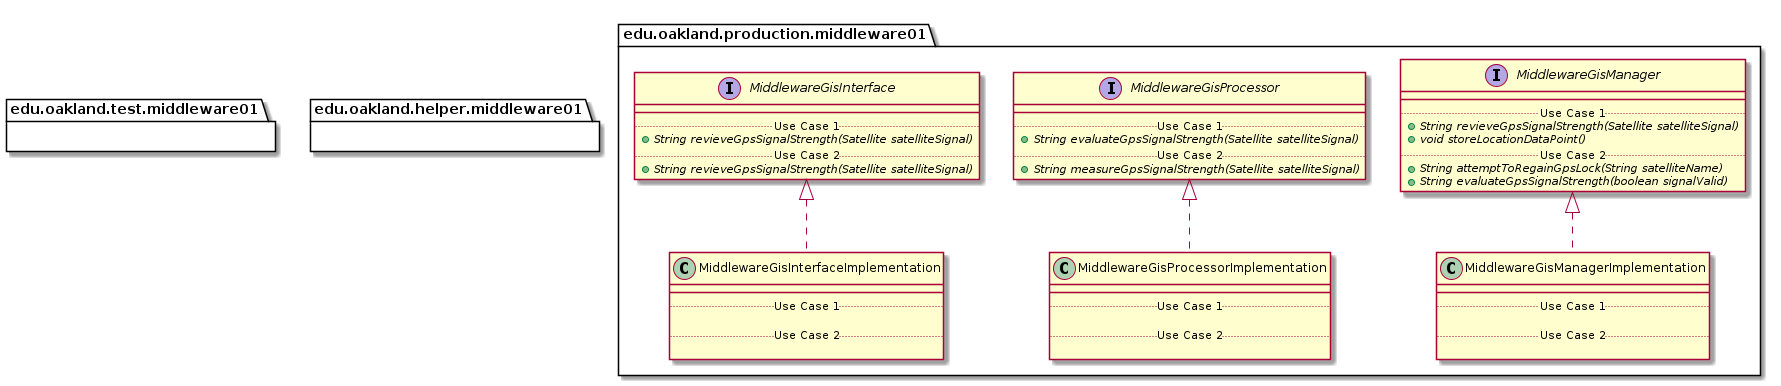 edu.oakland.test.middleware01
edu.oakland.helper.middleware01
edu.oakland.production.middleware01
I MiddlewareGisInterface
Use Case 1
String revieveGpsSignalStrength(Satellite satelliteSignal)
Use Case 2
String revieveGpsSignalStrength(Satellite satelliteSignal)
I MiddlewareGisProcessor
Use Case 1
String evaluateGpsSignalStrength(Satellite satelliteSignal)
Use Case 2
String measureGpsSignalStrength(Satellite satelliteSignal)
I MiddlewareGisManager
Use Case 1
String revieveGpsSignalStrength(Satellite satelliteSignal)
void storeLocationDataPoint()
Use Case 2
String attemptToRegainGpsLock(String satelliteName)
String evaluateGpsSignalStrength(boolean signalValid)
C MiddlewareGisInterfaceImplementation
Use Case 1
Use Case 2
C MiddlewareGisProcessorImplementation
Use Case 1
Use Case 2
C MiddlewareGisManagerImplementation
Use Case 1
Use Case 2